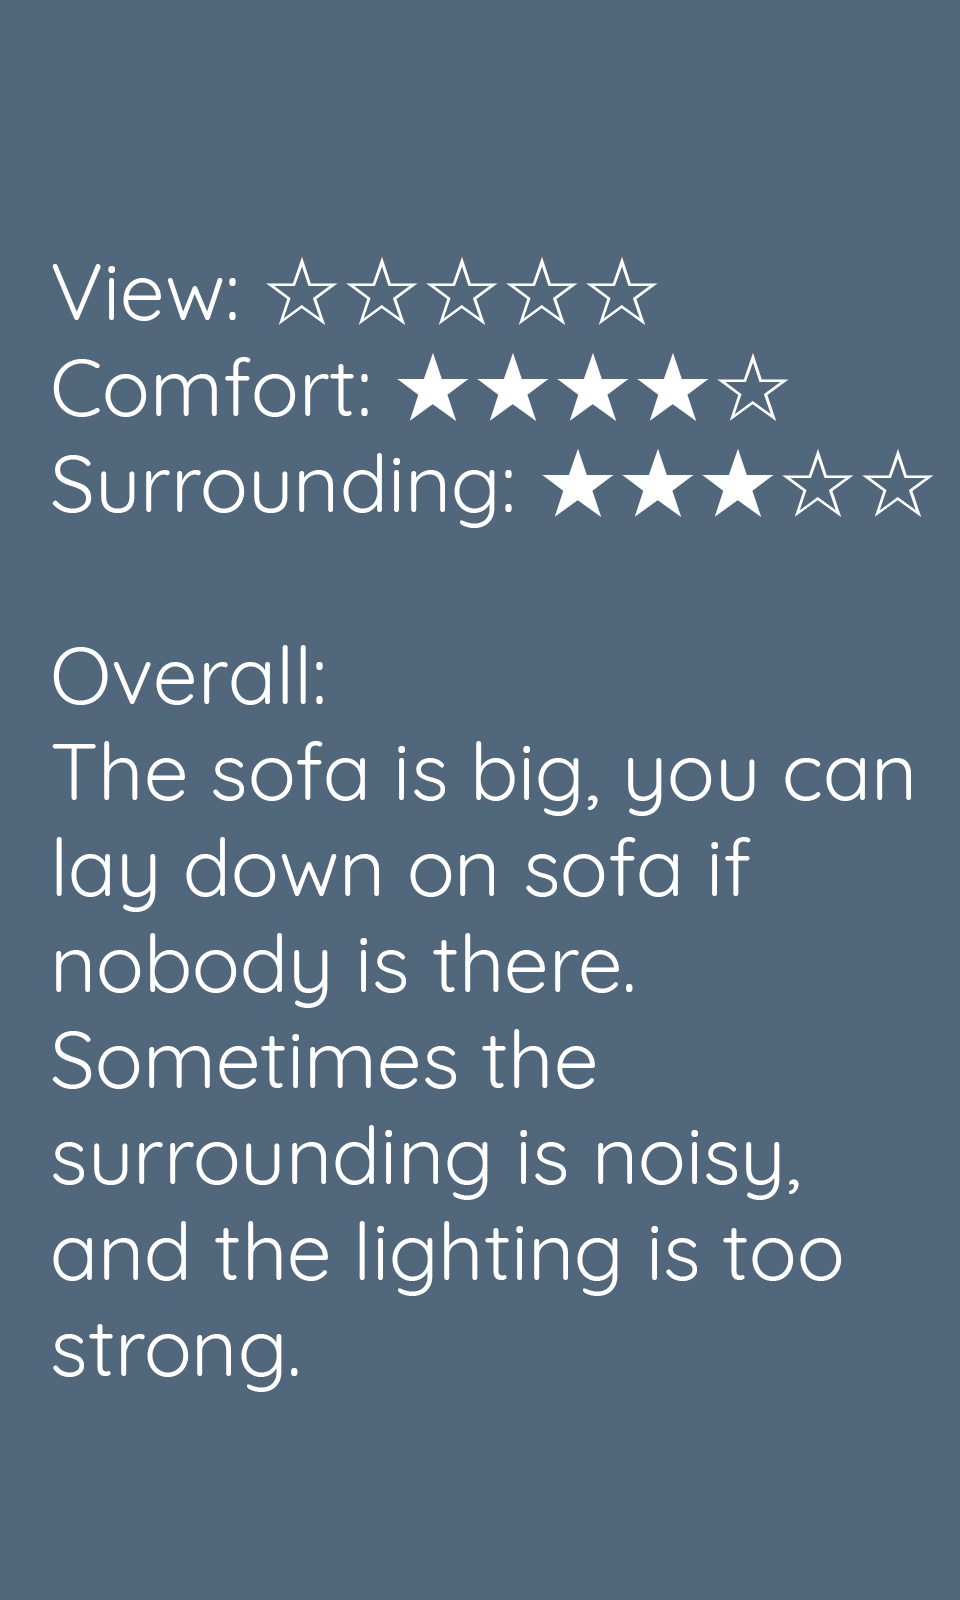 View: ☆☆☆☆☆
Comfort: ★★★★☆
Surrounding: ★★★☆☆
Overall:
The sofa is big, you can
lay down on sofa if
nobody is there.
Sometimes the
surrounding is noisy,
and the lighting is too
strong.